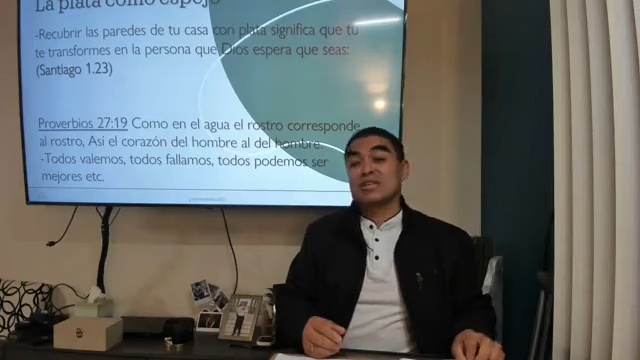 La plata como espejo
-Recubrir las paredes de tu casa con plata significa que tu
te transformes en la persona que Dios espera que seas:
(Santiago 1.23)
Proverbios 27:19 Como en el agua el rostro corresponde
al rostro, Así el corazón del hombre al del hombre.
-Todos valemos, todos fallamos, todos podemos ser
mejores etc.